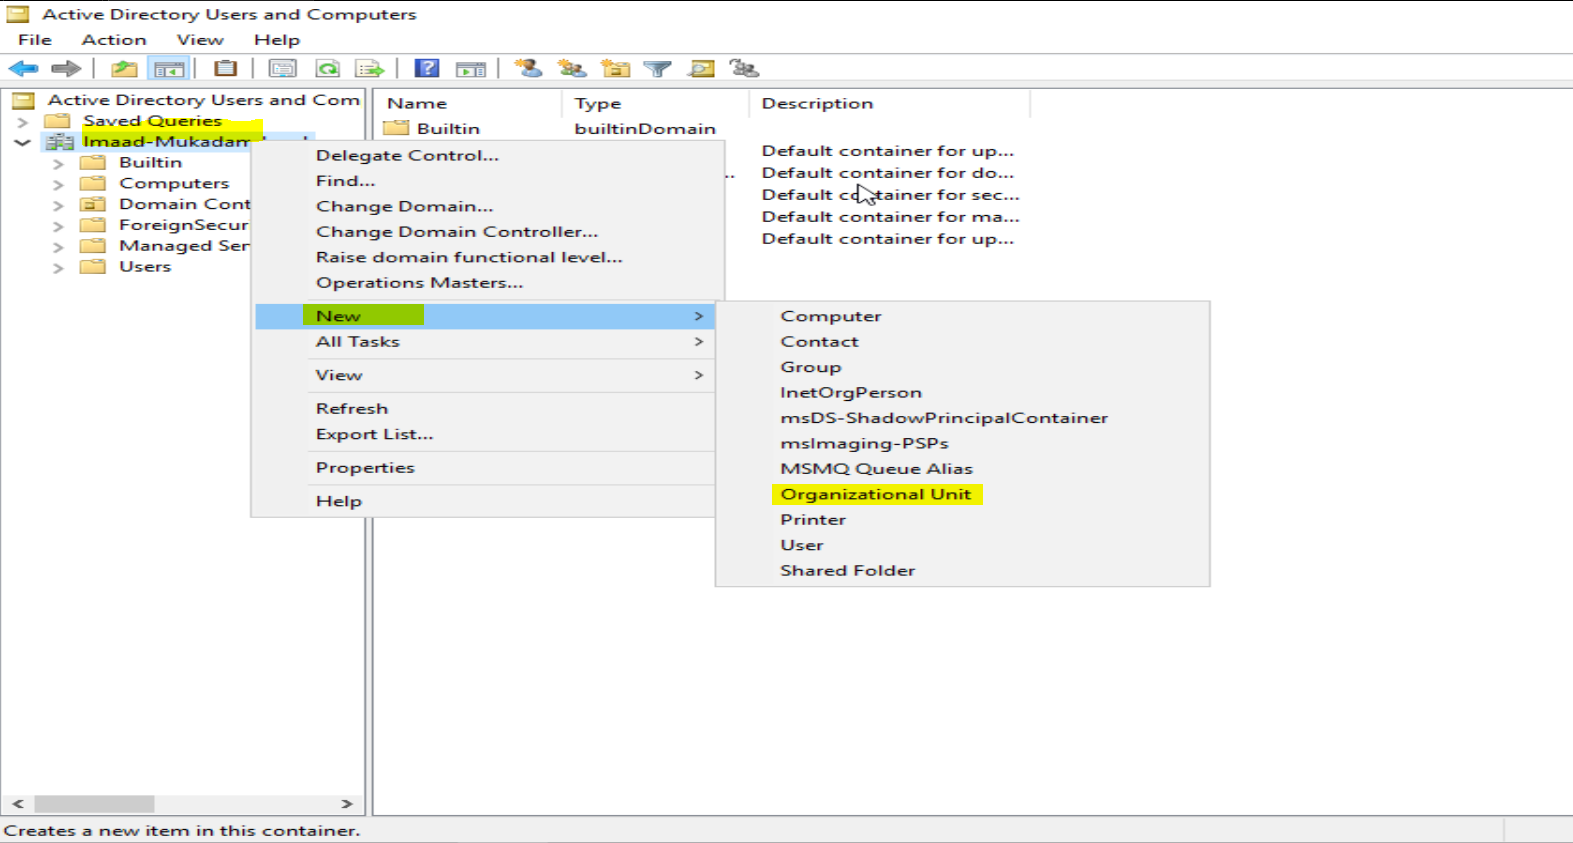 Active Directory Users and Computers
File Action View Help
Active Directory Users and Com
Saved Queries
Imaad-Mukadam
Builtin
Computers
Domain Cont
ForeignSecuri
Managed Ser
Users
Name Type Description
Builtin builtinDomain
Default container for up...
Default container for do...
Default container for sec...
Default container for ma...
Default container for up...
Delegate Control...
Find...
Change Domain...
Change Domain Controller...
Raise domain functional level...
Operations Masters...
New
All Tasks
View
Refresh
Export List...
Properties
Help
Computer
Contact
Group
InetOrgPerson
msDS-ShadowPrincipalContainer
msImaging-PSPs
MSMQ Queue Alias
Organizational Unit
Printer
User
Shared Folder
Creates a new item in this container.